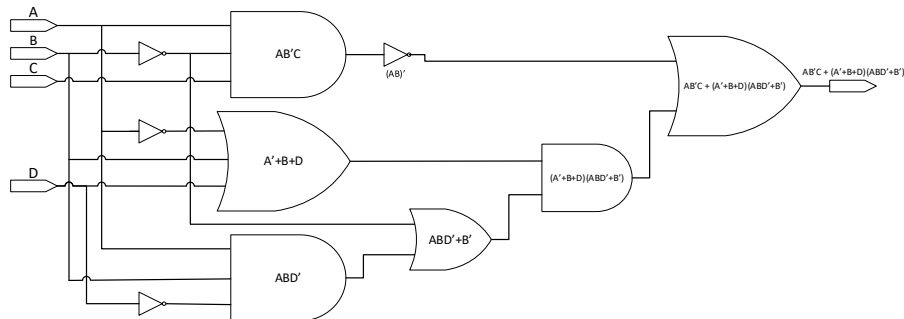 A
B
C
D
AB'C
(AB)'
A'+B+D
ABD'
ABD'+B'
(A'+B+D)(ABD'+B')
AB'C + (A'+B+D)(ABD'+B')
AB'C + (A'+B+D)(ABD'+B')